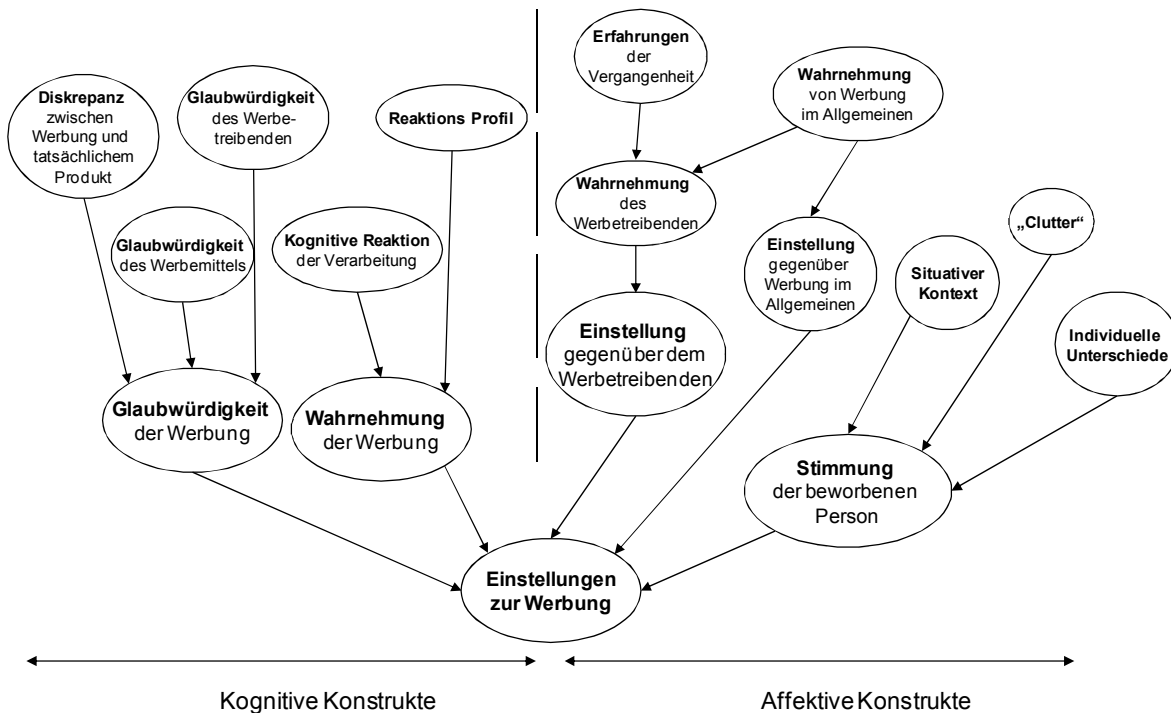 Diskrepanz
zwischen
Werbung und
tatsächlichem
Produkt
Glaubwürdigkeit
des Werbe-
treibenden
Reaktions Profil
Erfahrungen
der
Vergangenheit
Wahrnehmung
von Werbung
im Allgemeinen
Glaubwürdigkeit
des Werbemittels
Kognitive Reaktion
der Verarbeitung
Wahrnehmung
des
Werbetreibenden
Einstellung
gegenüber
Werbung im
Allgemeinen
Situativer
Kontext
„Clutter“
Individuelle
Unterschiede
Glaubwürdigkeit
der Werbung
Wahrnehmung
der Werbung
Einstellung
gegenüber dem
Werbetreibenden
Stimmung
der beworbenen
Person
Einstellungen
zur Werbung
Kognitive Konstrukte
Affektive Konstrukte